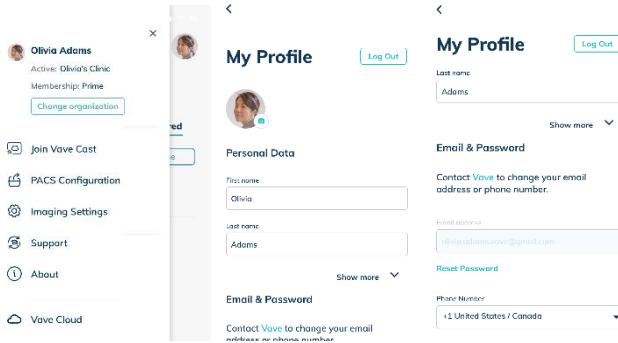 Olivia Adams
Active: Olivia's Clinic
Membership: Prime
Change organization
Join Vave Cast
PACS Configuration
Imaging Settings
Support
About
Vave Cloud
red
e
My Profile
Log Out
Personal Data
First name
Olivia
Last name
Adams
Show more
Email & Password
Contact Vave to change your email
address or phone number.
My Profile
Log Out
Last name
Adams
Show more
Email & Password
Contact Vave to change your email
address or phone number.
Email address
olivia.adams.vave@gmail.com
Reset Password
Phone Number
+1 United States / Canada